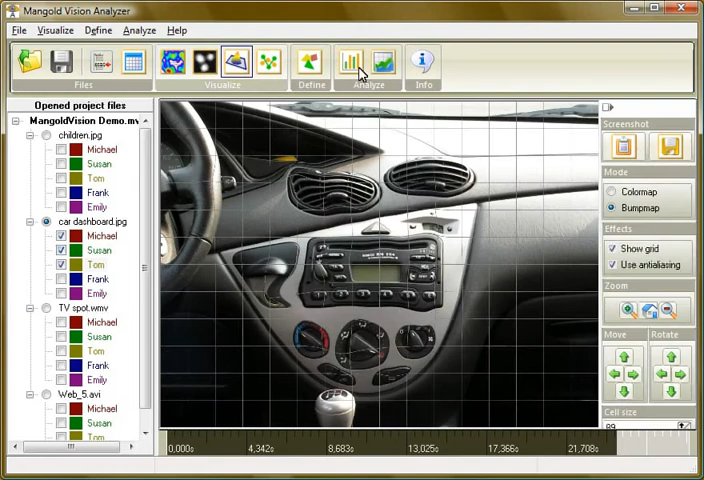 Mangold Vision Analyzer
File Visualize Define Analyze Help
Files Visualize Define Analyze Info
Opened project files
MangoldVision Demo.mv
children.jpg
Michael
Susan
Tom
Frank
Emily
car dashboard.jpg
Michael
Susan
Tom
Frank
Emily
TV spot.wmv
Michael
Susan
Tom
Frank
Emily
Web_5.avi
Michael
Susan
Tom
Screenshot
Mode
Colormap
Bumpmap
Effects
Show grid
Use antialiasing
Zoom
Move Rotate
Cell size
0,000s 4,342s 8,683s 13,025s 17,366s 21,708s